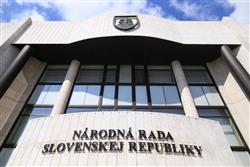 NÁRODNÁ RADA
SLOVENSKEJ REPUBLIKY